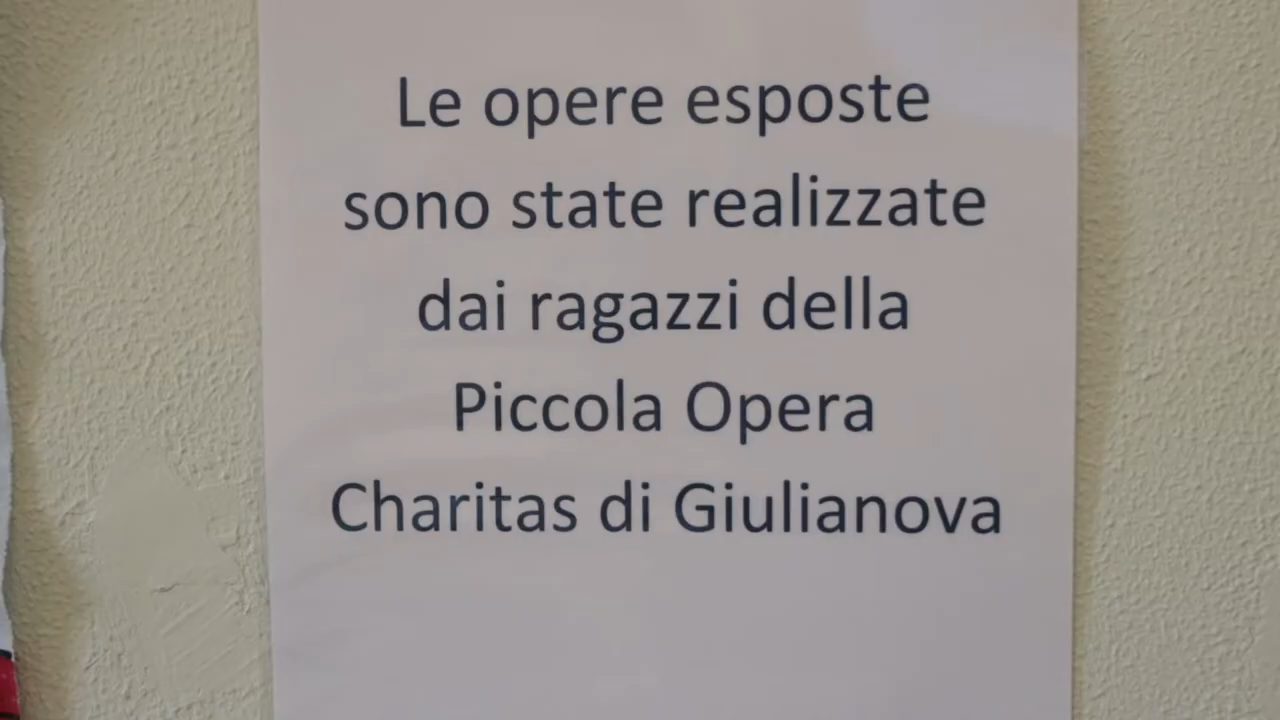 Le opere esposte
sono state realizzate
dai ragazzi della
Piccola Opera
Charitas di Giulianova